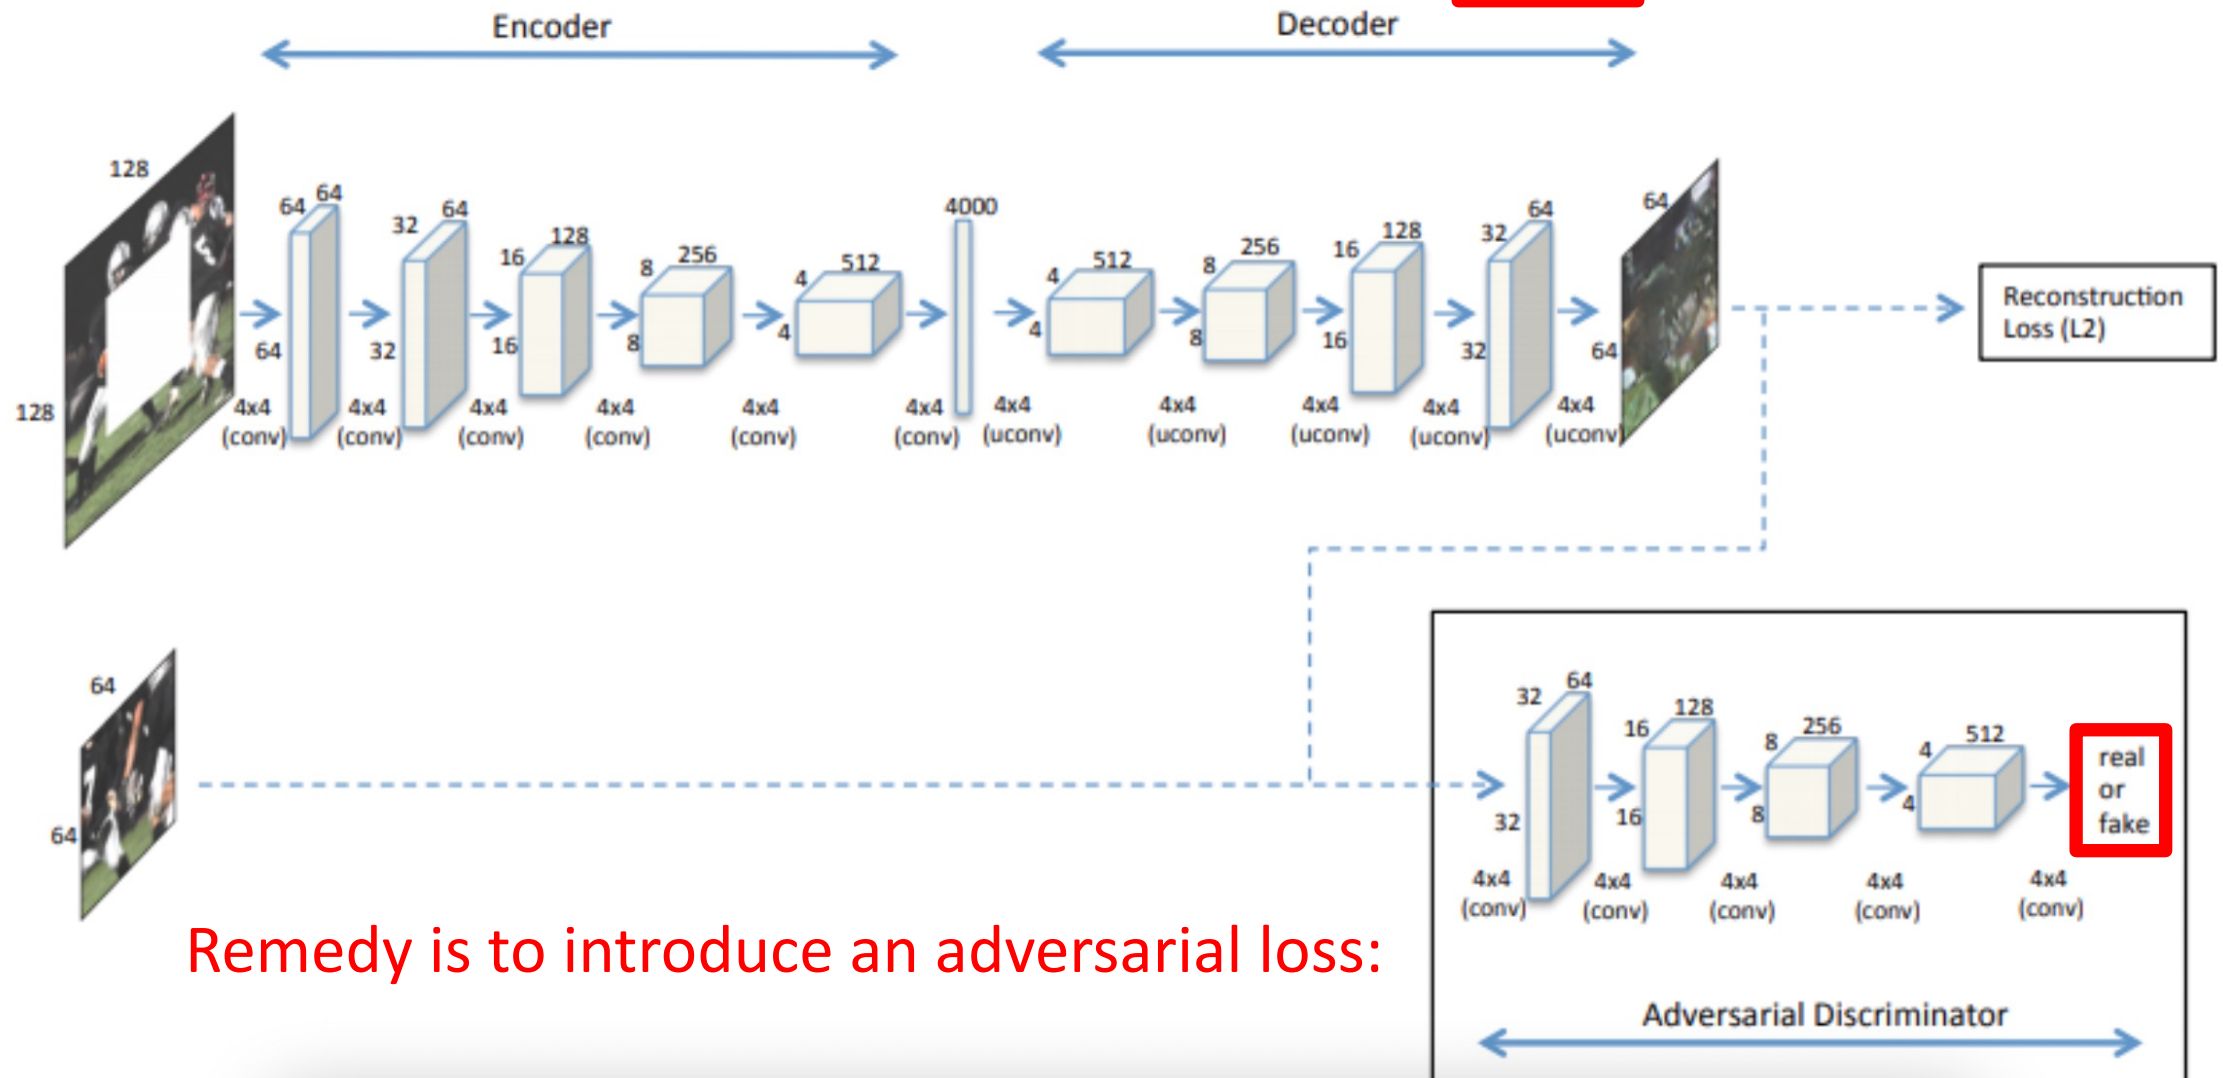 Encoder
Decoder
128
128
64 64
64
32 64
32
16 128
16
8 256
8
4 512
4
4000
4 512
4
8 256
8
16 128
16
32 64
32
64
64
4x4 4x4 4x4 4x4 4x4 4x4 4x4 4x4 4x4 4x4 4x4
(conv) (conv) (conv) (conv) (conv) (conv) (uconv) (uconv) (uconv) (uconv) (uconv)
Reconstruction
Loss (L2)
64
64
32 64
32
16 128
16
8 256
8
4 512
4
real
or
fake
4x4 4x4 4x4 4x4 4x4
(conv) (conv) (conv) (conv) (conv)
Remedy is to introduce an adversarial loss:
Adversarial Discriminator